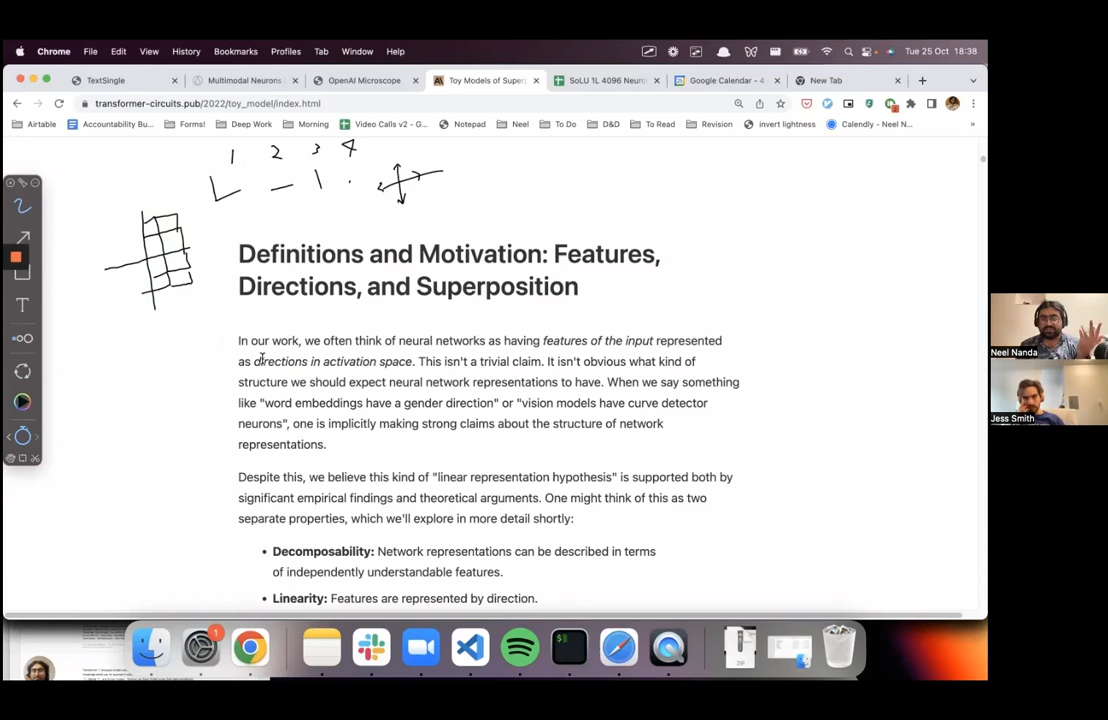 Chrome File Edit View History Bookmarks Profiles Tab Window Help Tue 25 Oct 18:38
TextSingle Multimodal Neurons OpenAI Microscope Toy Models of Super SoLU 1L 4096 Neuro Google Calendar - 4 New Tab
transformer-circuits.pub/2022/toy_model/index.html
Airtable Accountability Bu... Forms! Deep Work Morning Video Calls v2 - G... Notepad Neel To Do D&D To Read Revision invert lightness Calendly - Neel N... »
1 2 3 4
Definitions and Motivation: Features,
Directions, and Superposition
In our work, we often think of neural networks as having features of the input represented
as directions in activation space. This isn't a trivial claim. It isn't obvious what kind of
structure we should expect neural network representations to have. When we say something
like "word embeddings have a gender direction" or "vision models have curve detector
neurons", one is implicitly making strong claims about the structure of network
representations.
Despite this, we believe this kind of "linear representation hypothesis" is supported both by
significant empirical findings and theoretical arguments. One might think of this as two
separate properties, which we'll explore in more detail shortly:
• Decomposability: Network representations can be described in terms
of independently understandable features.
• Linearity: Features are represented by direction.
Neel Nanda
Jess Smith
1
ZIP